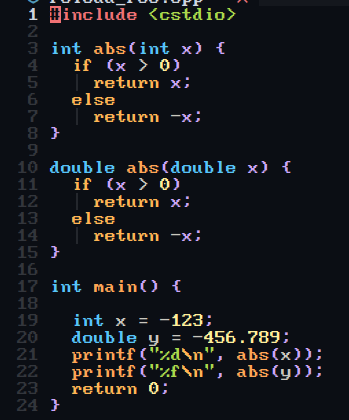 1 #include <cstdio>
2
3 int abs(int x) {
4   if (x > 0)
5     return x;
6   else
7     return -x;
8 }
9
10 double abs(double x) {
11   if (x > 0)
12     return x;
13   else
14     return -x;
15 }
16
17 int main() {
18
19   int x = -123;
20   double y = -456.789;
21   printf("%d\n", abs(x));
22   printf("%f\n", abs(y));
23   return 0;
24 }